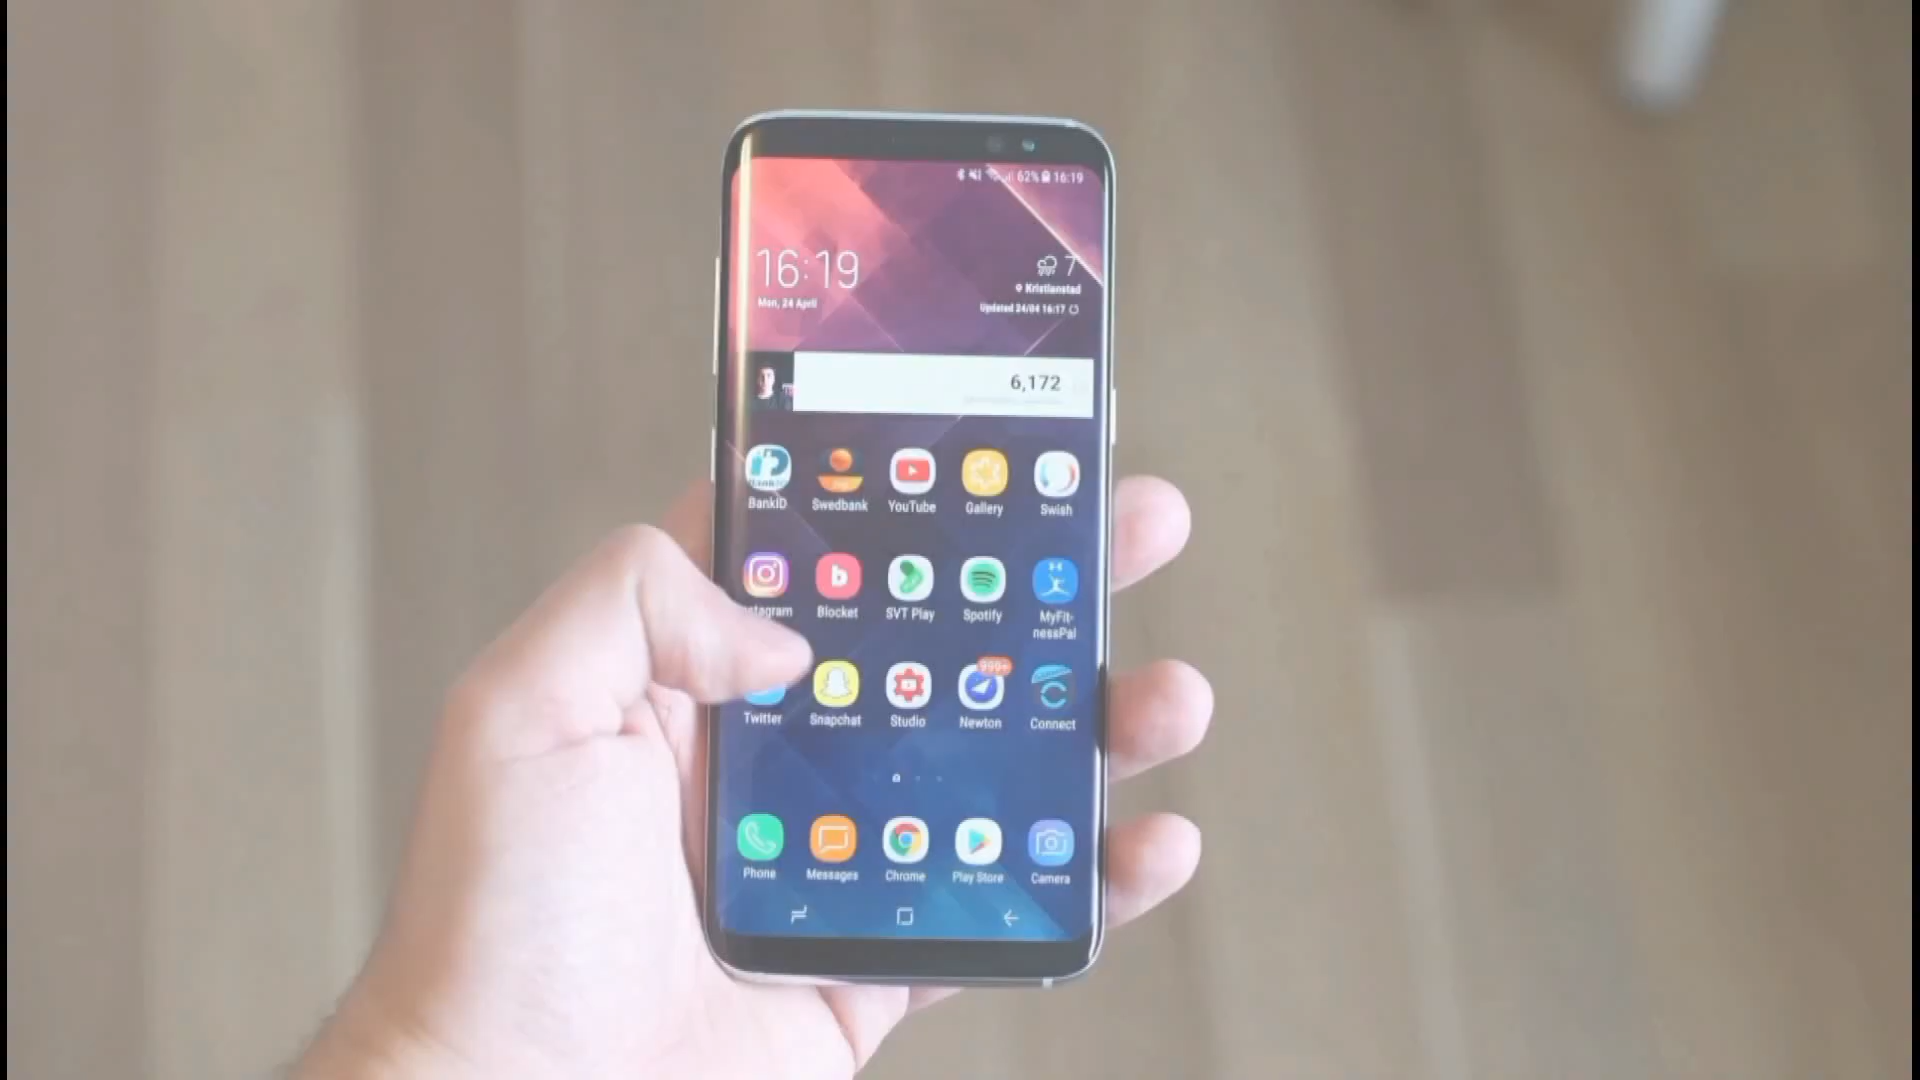 62% 16:19
16:19
7
Mon, 24 April
Kristianstad
Updated 24/04 16:17
6,172
BankID
Swedbank
YouTube
Gallery
Swish
stagram
Blocket
SVT Play
Spotify
MyFit-
nessPal
999+
Twitter
Snapchat
Studio
Newton
Connect
Phone
Messages
Chrome
Play Store
Camera